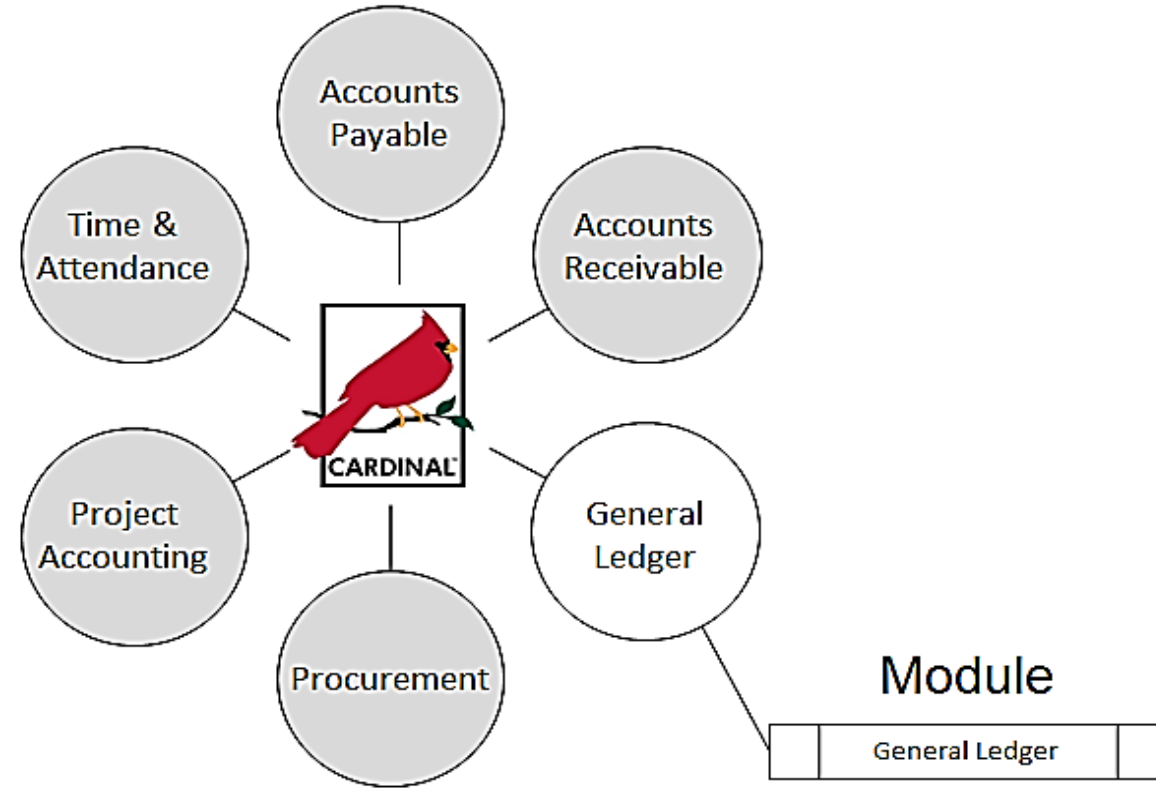 Accounts
Payable
Time &
Attendance
Accounts
Receivable
CARDINAL
Project
Accounting
General
Ledger
Procurement
Module
General Ledger